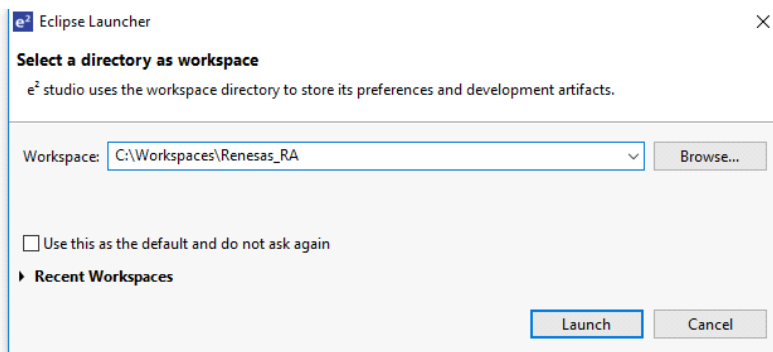 e² Eclipse Launcher
Select a directory as workspace
e² studio uses the workspace directory to store its preferences and development artifacts.
Workspace: C:\Workspaces\Renesas_RA Browse...
Use this as the default and do not ask again
Recent Workspaces
Launch Cancel